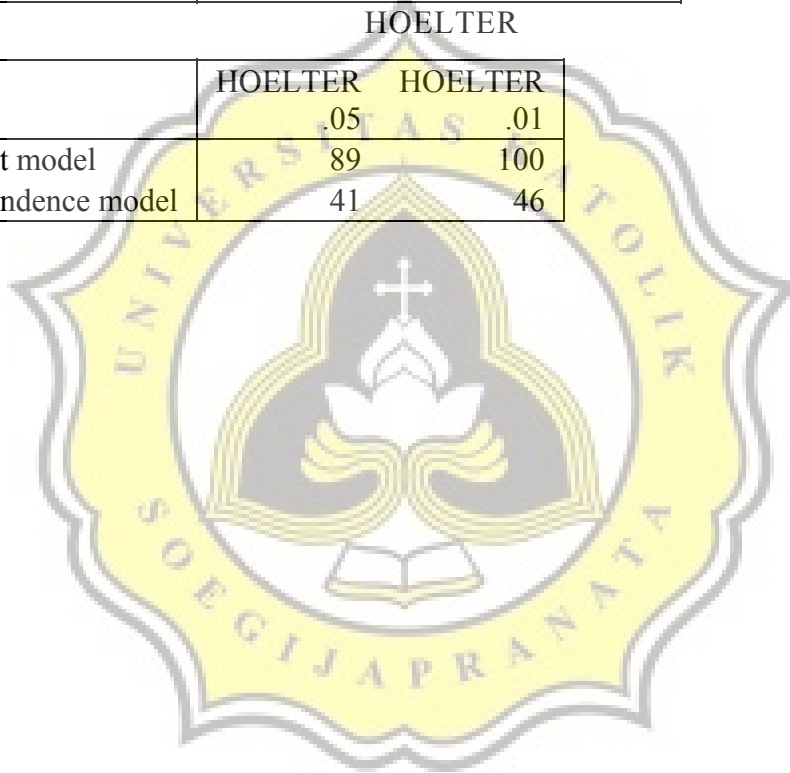 HOELTER
HOELTER HOELTER
.05 .01
t model 89 100
ndence model 41 46
UNIVERSITAS KATOLIK
SOEGIJAPRANATA